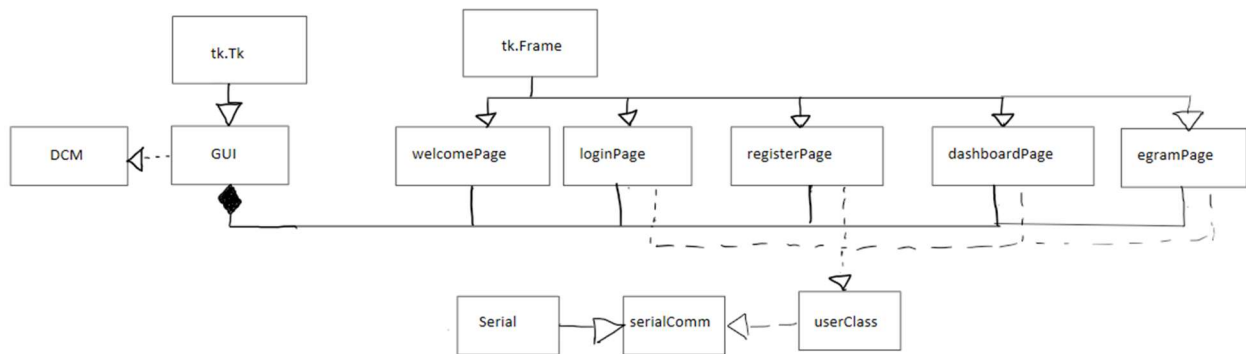 tk.Tk
tk.Frame
DCM
GUI
welcomePage
loginPage
registerPage
dashboardPage
egramPage
Serial
serialComm
userClass